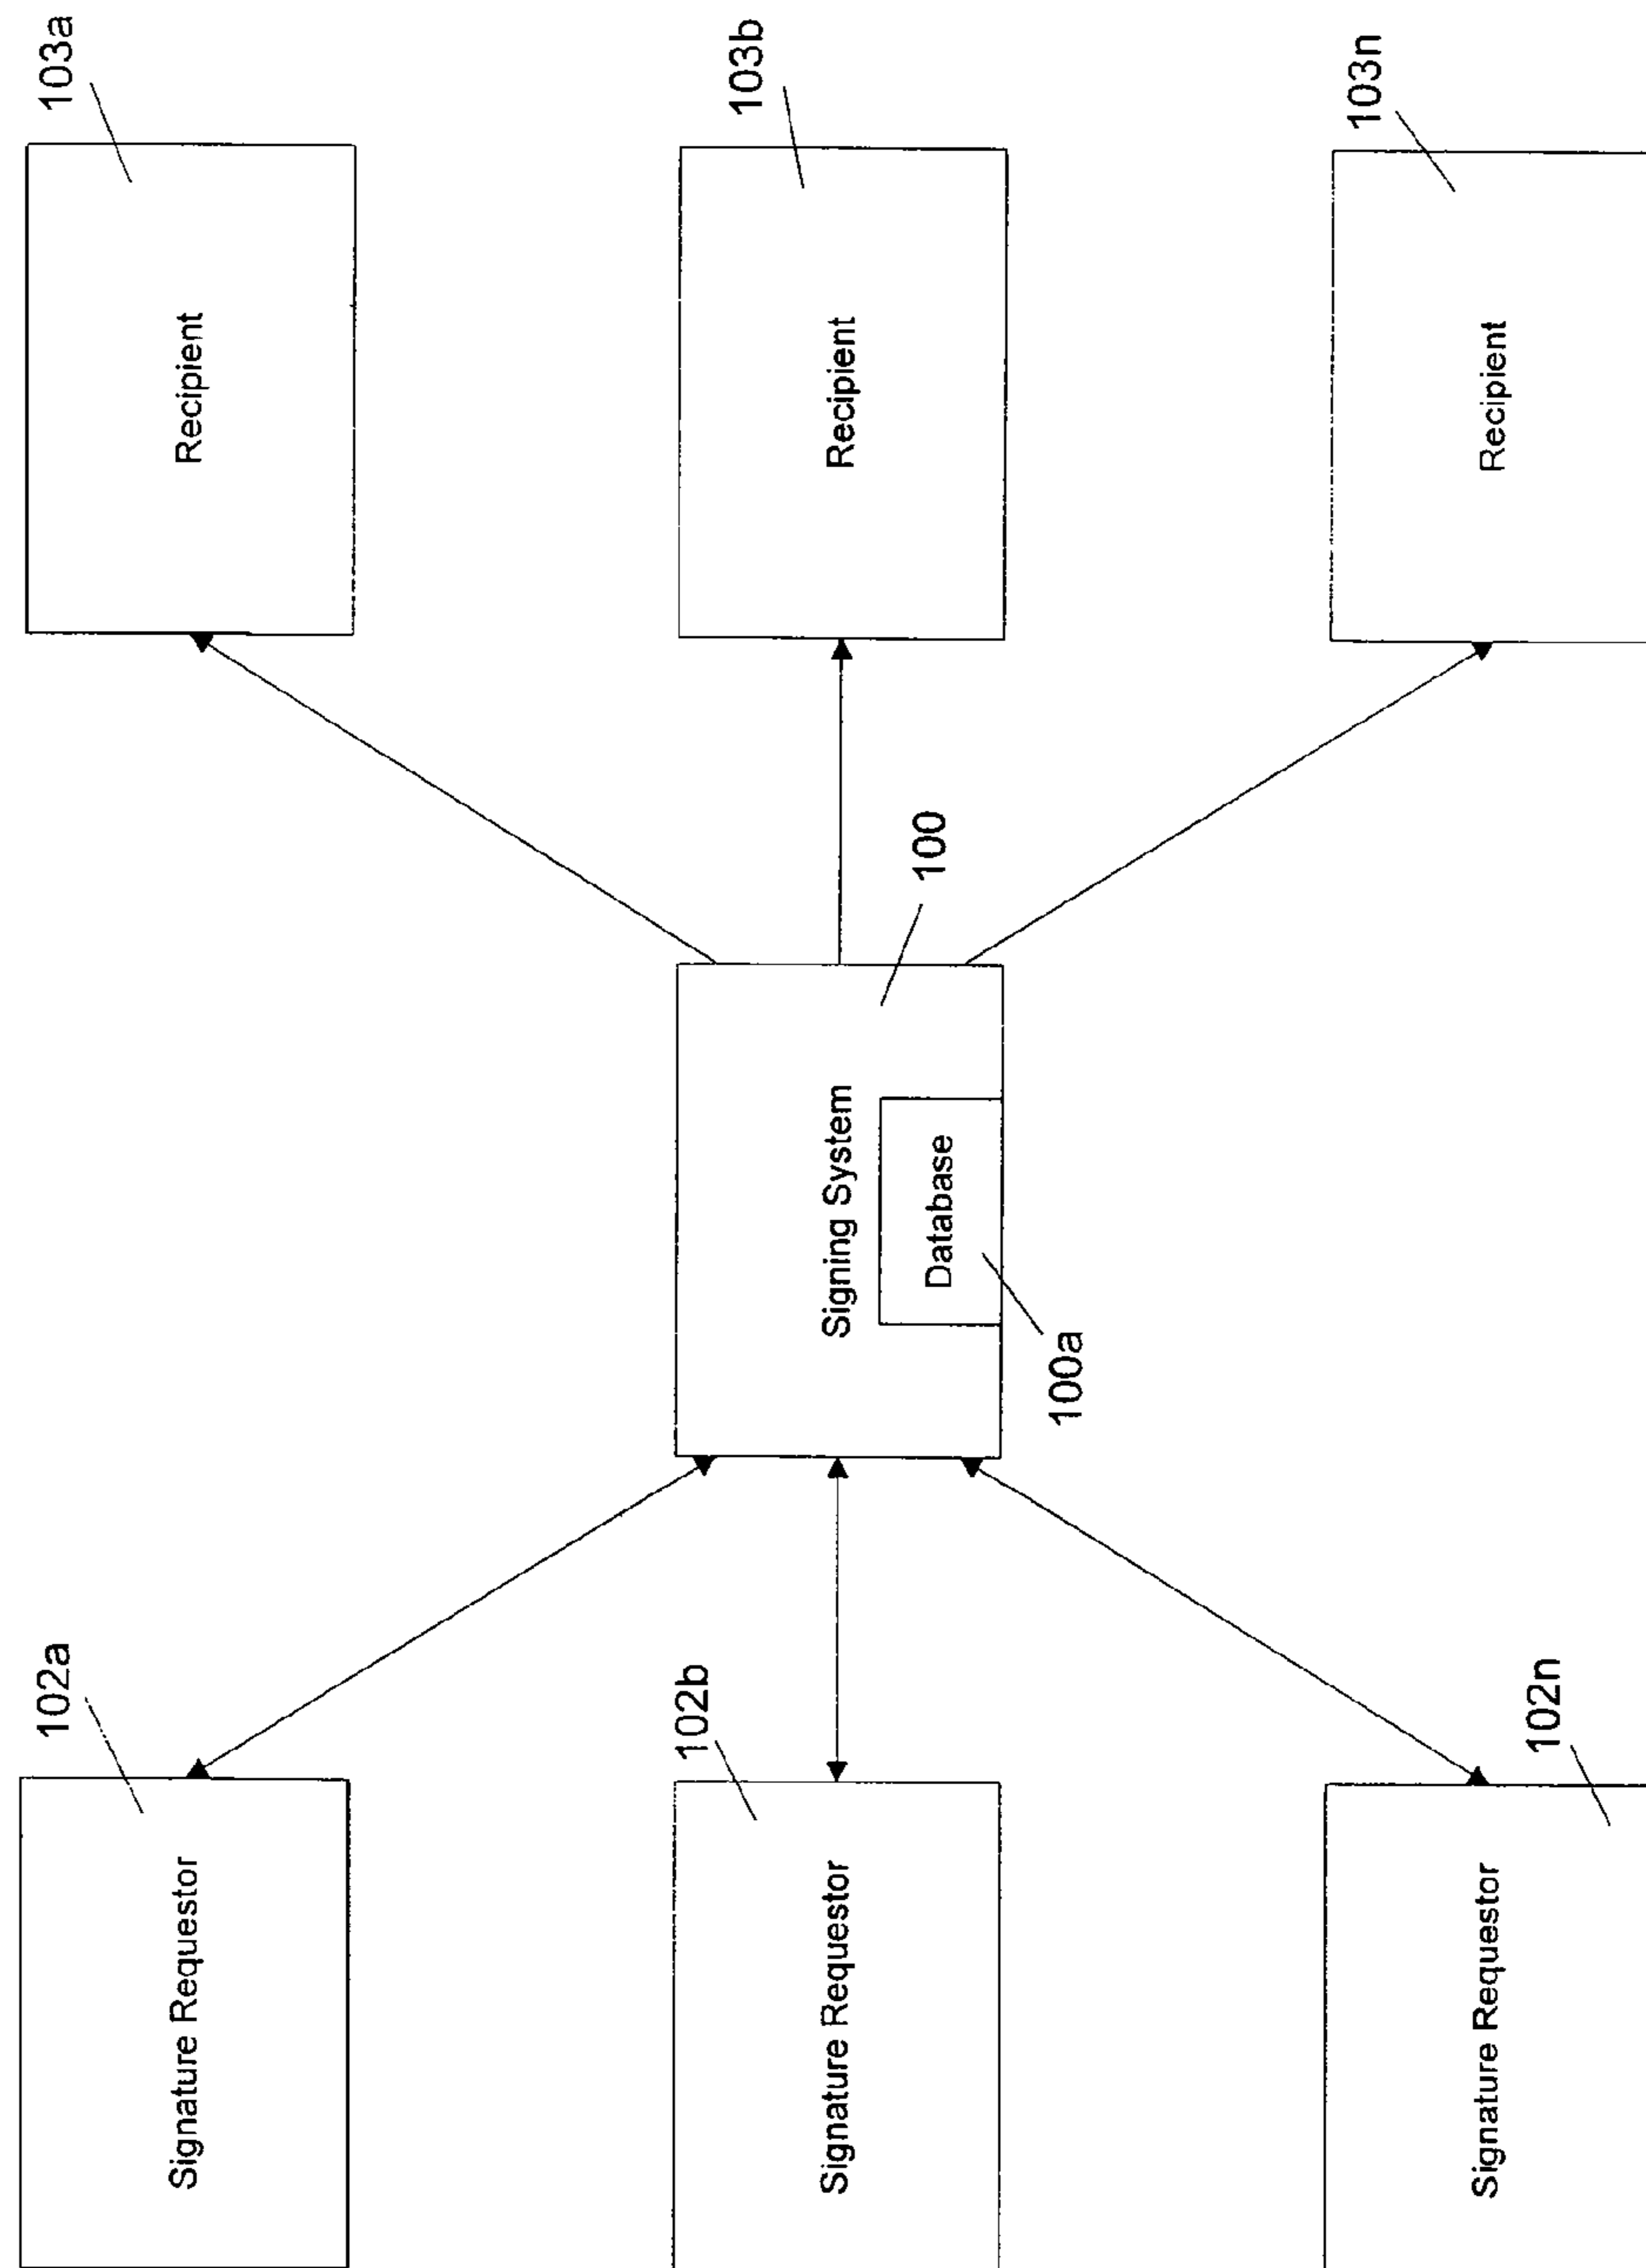 102a
Signature Requestor
102b
Signature Requestor
102n
Signature Requestor
Signing System
100
Database
100a
103a
Recipient
103b
Recipient
103n
Recipient